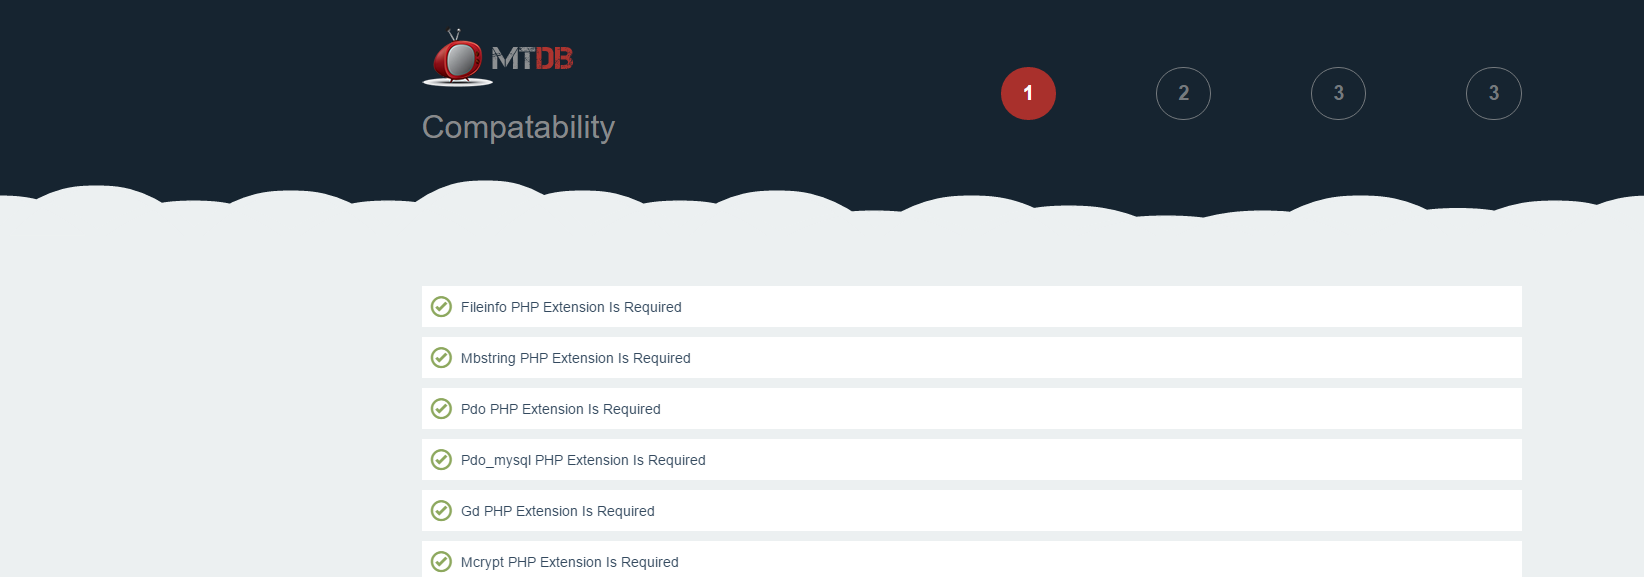 MTDB
1 2 3 3
Compatability
Fileinfo PHP Extension Is Required
Mbstring PHP Extension Is Required
Pdo PHP Extension Is Required
Pdo_mysql PHP Extension Is Required
Gd PHP Extension Is Required
Mcrypt PHP Extension Is Required